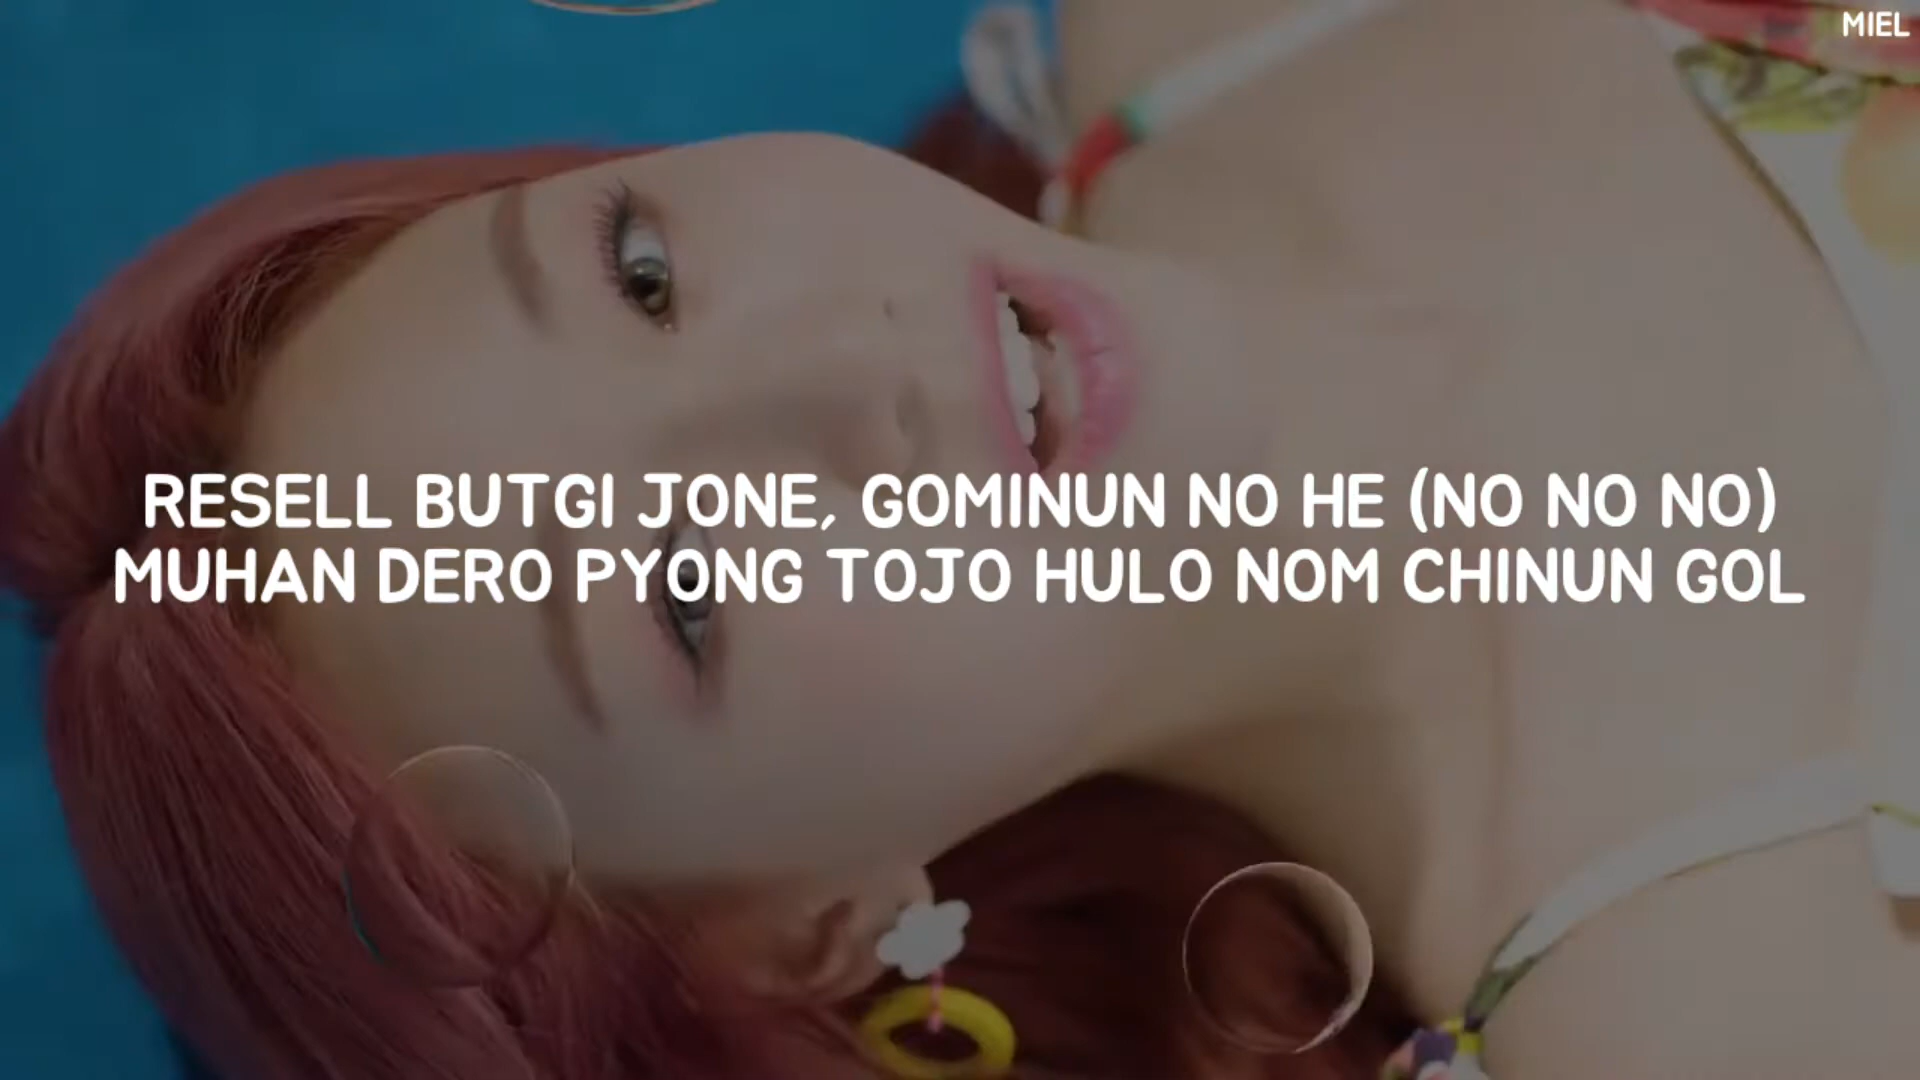 MIEL
RESELL BUTGI JONE, GOMINUN NO HE (NO NO NO)
MUHAN DERO PYONG TOJO HULO NOM CHINUN GOL